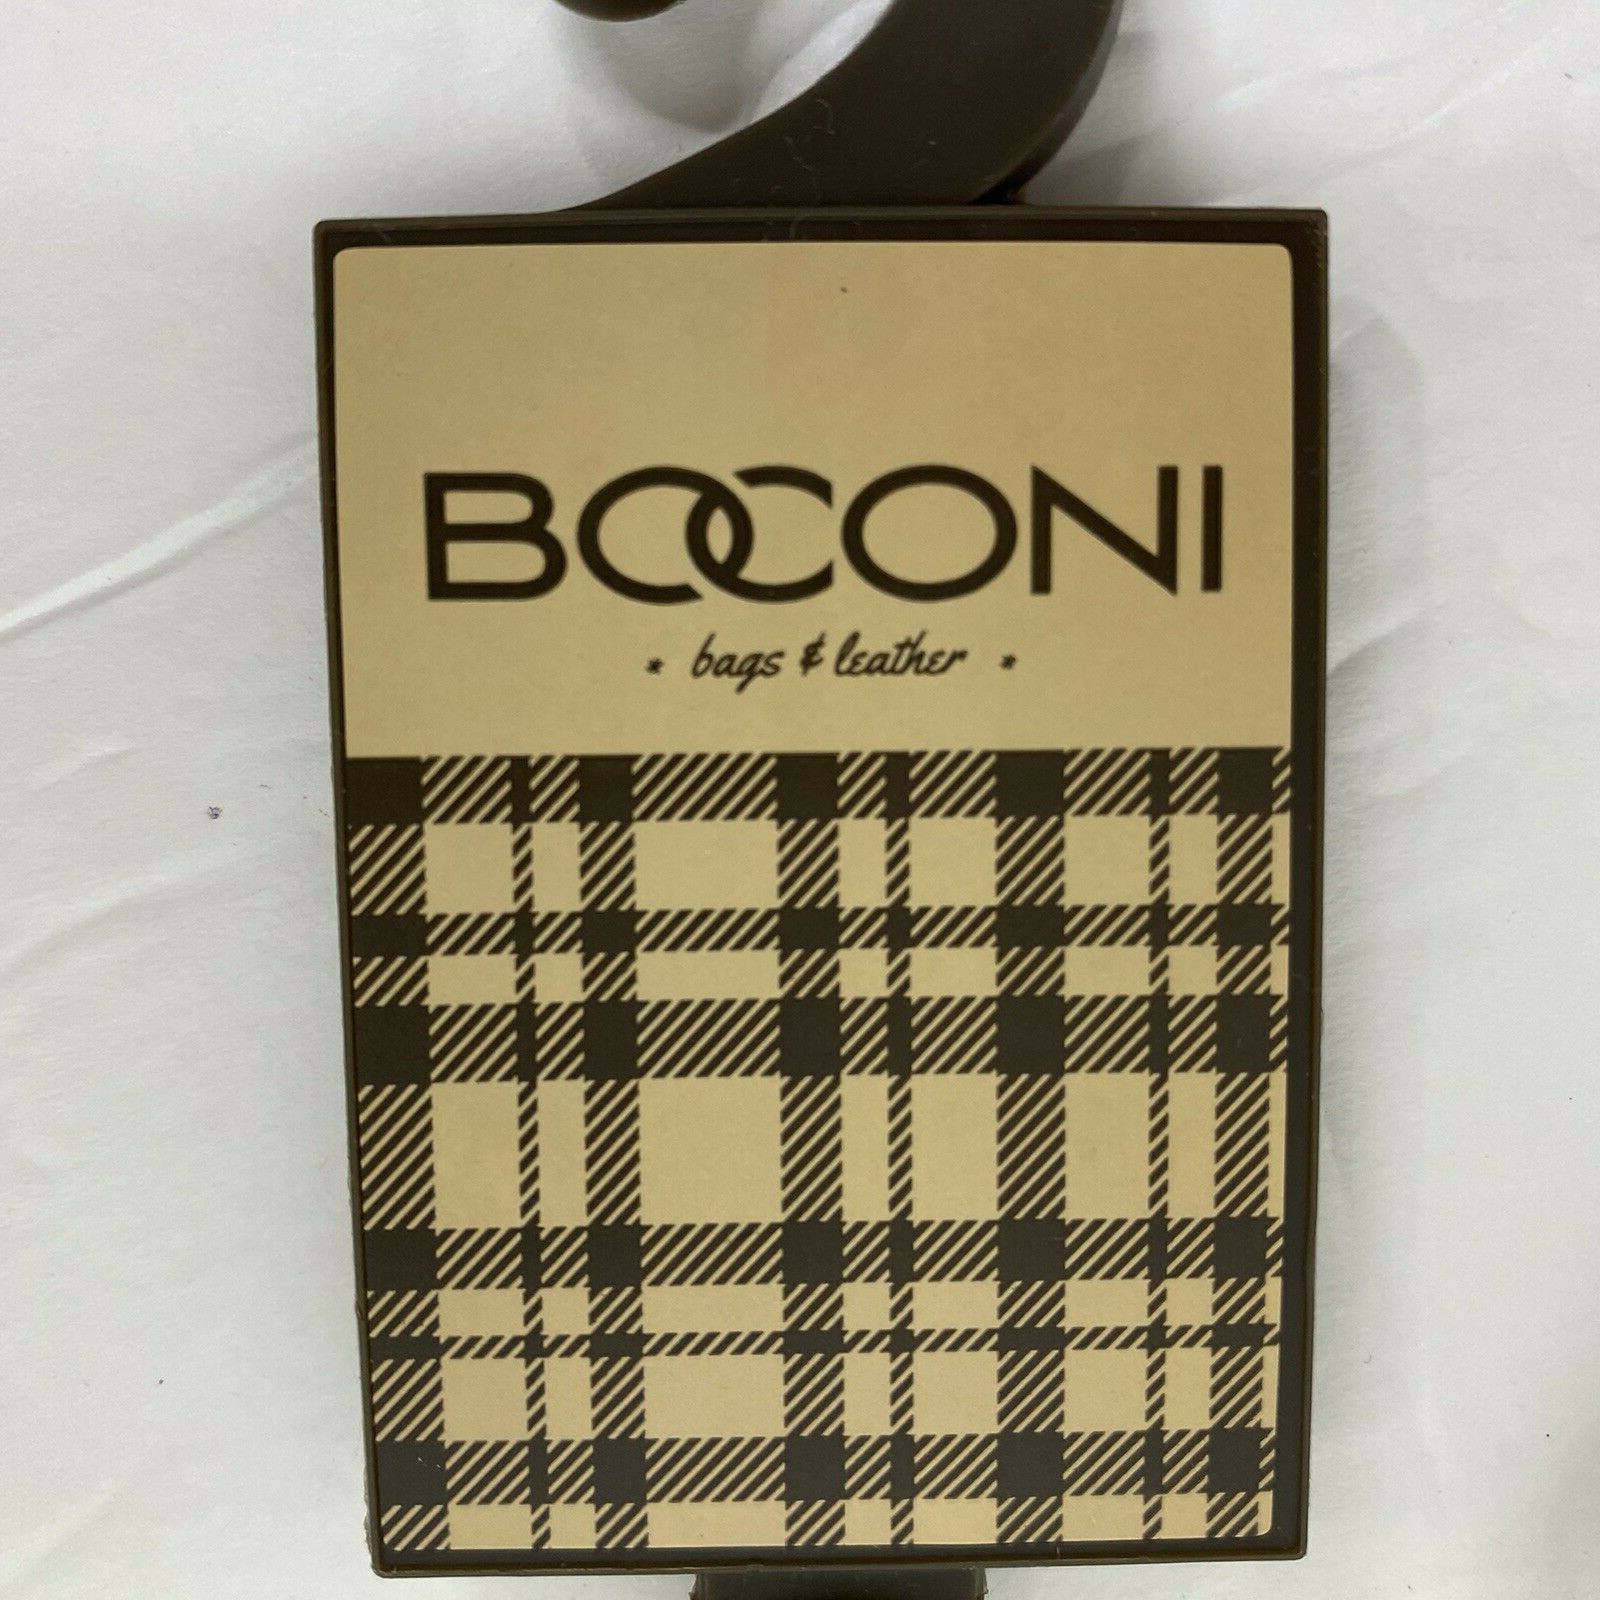 BOCONI
* bags & leather *